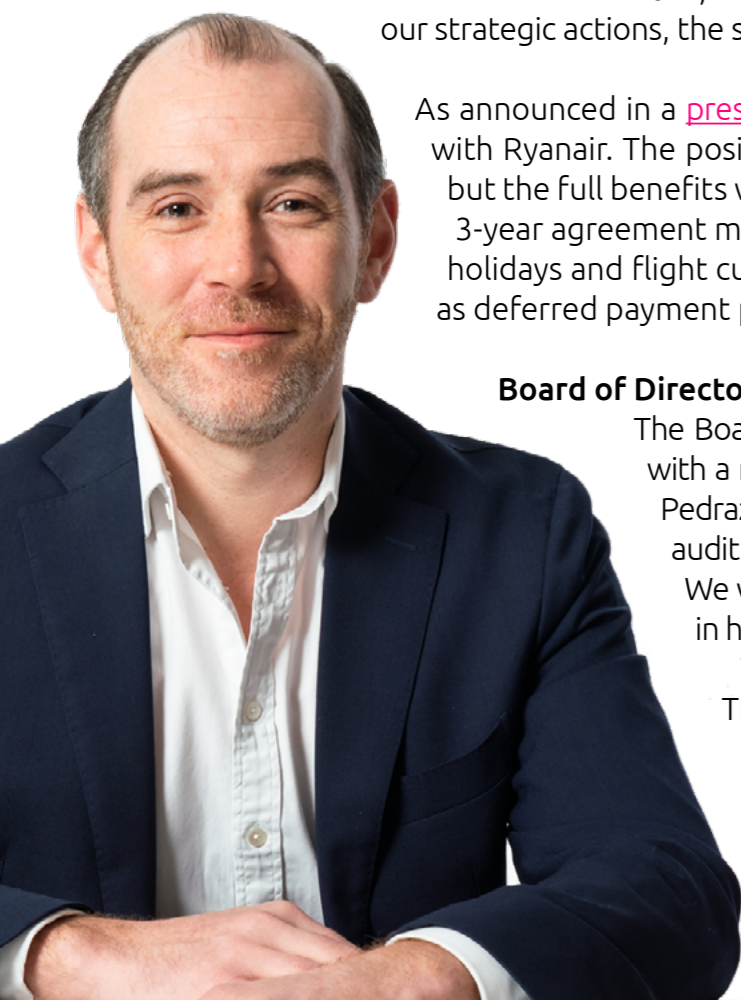 our strategic actions, the s
As announced in a pres
with Ryanair. The posi
but the full benefits w
3-year agreement m
holidays and flight cu
as deferred payment p
Board of Directo
The Boa
with a
Pedraz
audit
We w
in h
T